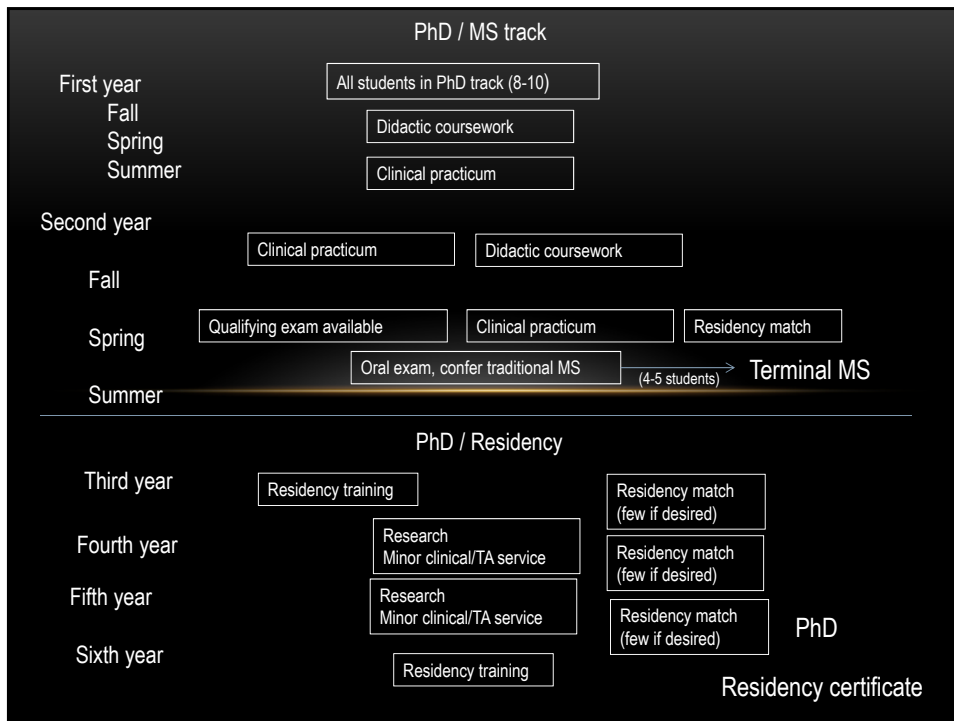 PhD / MS track
First year
All students in PhD track (8-10)
Fall
Didactic coursework
Spring
Summer
Clinical practicum
Second year
Clinical practicum
Didactic coursework
Fall
Spring
Qualifying exam available
Clinical practicum
Residency match
Oral exam, confer traditional MS
(4-5 students)
Terminal MS
Summer
PhD / Residency
Third year
Residency training
Residency match
(few if desired)
Fourth year
Research
Minor clinical/TA service
Residency match
(few if desired)
Fifth year
Research
Minor clinical/TA service
Residency match
(few if desired)
PhD
Sixth year
Residency training
Residency certificate